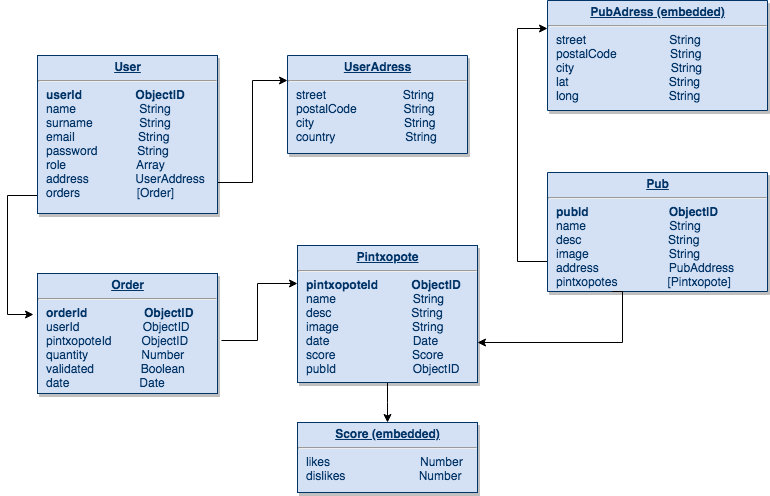 PubAdress (embedded)
street String
postalCode String
city String
lat String
long String
User
userId ObjectID
name String
surname String
email String
password String
role Array
address UserAddress
orders [Order]
UserAdress
street String
postalCode String
city String
country String
Pub
pubId ObjectID
name String
desc String
image String
address PubAddress
pintxopotes [Pintxopote]
Order
orderId ObjectID
userId ObjectID
pintxopoteId ObjectID
quantity Number
validated Boolean
date Date
Pintxopote
pintxopoteId ObjectID
name String
desc String
image String
date Date
score Score
pubId ObjectID
Score (embedded)
likes Number
dislikes Number